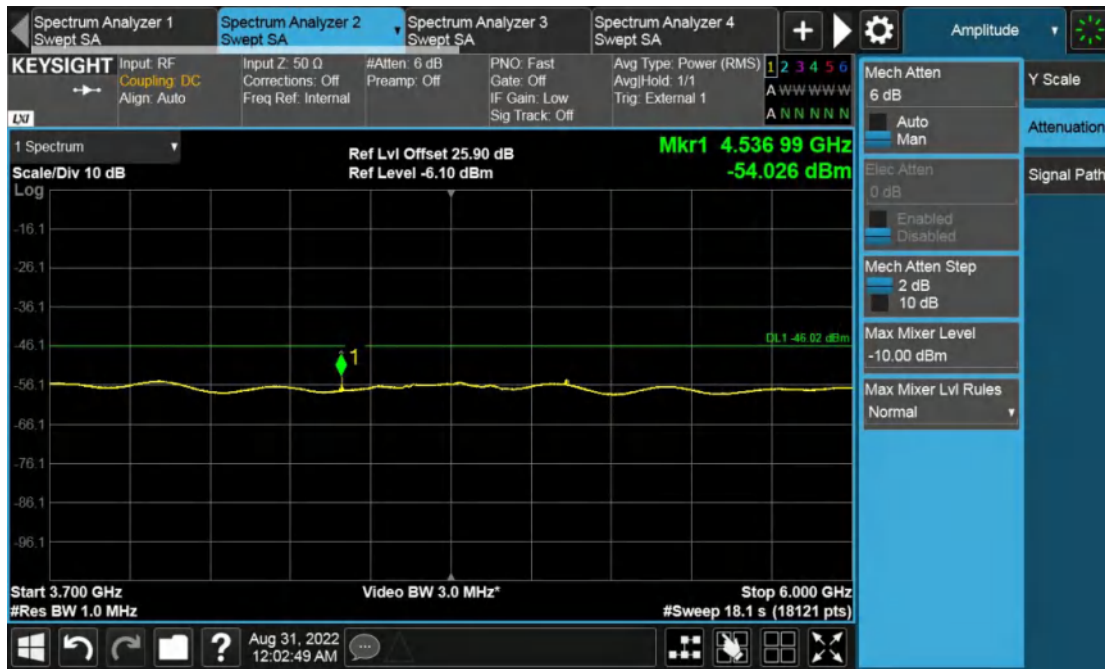 Spectrum Analyzer 1
Swept SA
Spectrum Analyzer 2
Swept SA
Spectrum Analyzer 3
Swept SA
Spectrum Analyzer 4
Swept SA
+
Amplitude
KEYSIGHT
LXI
Input: RF
Coupling: DC
Align: Auto
Input Z: 50 Ω
Corrections: Off
Freq Ref: Internal
#Atten: 6 dB
Preamp: Off
PNO: Fast
Gate: Off
IF Gain: Low
Sig Track: Off
Avg Type: Power (RMS)
Avg|Hold: 1/1
Trig: External 1
1 2 3 4 5 6
A W W W W W
A N N N N N
1 Spectrum
Scale/Div 10 dB
Log
Ref Lvl Offset 25.90 dB
Ref Level -6.10 dBm
Mkr1 4.536 99 GHz
-54.026 dBm
-16.1
-26.1
-36.1
-46.1
DL1 -46.02 dBm
1
-56.1
-66.1
-76.1
-86.1
-96.1
Start 3.700 GHz
#Res BW 1.0 MHz
Video BW 3.0 MHz*
Stop 6.000 GHz
#Sweep 18.1 s (18121 pts)
Mech Atten
6 dB
Auto
Man
Elec Atten
0 dB
Enabled
Disabled
Mech Atten Step
2 dB
10 dB
Max Mixer Level
-10.00 dBm
Max Mixer Lvl Rules
Normal
Y Scale
Attenuation
Signal Path
?
Aug 31, 2022
12:02:49 AM